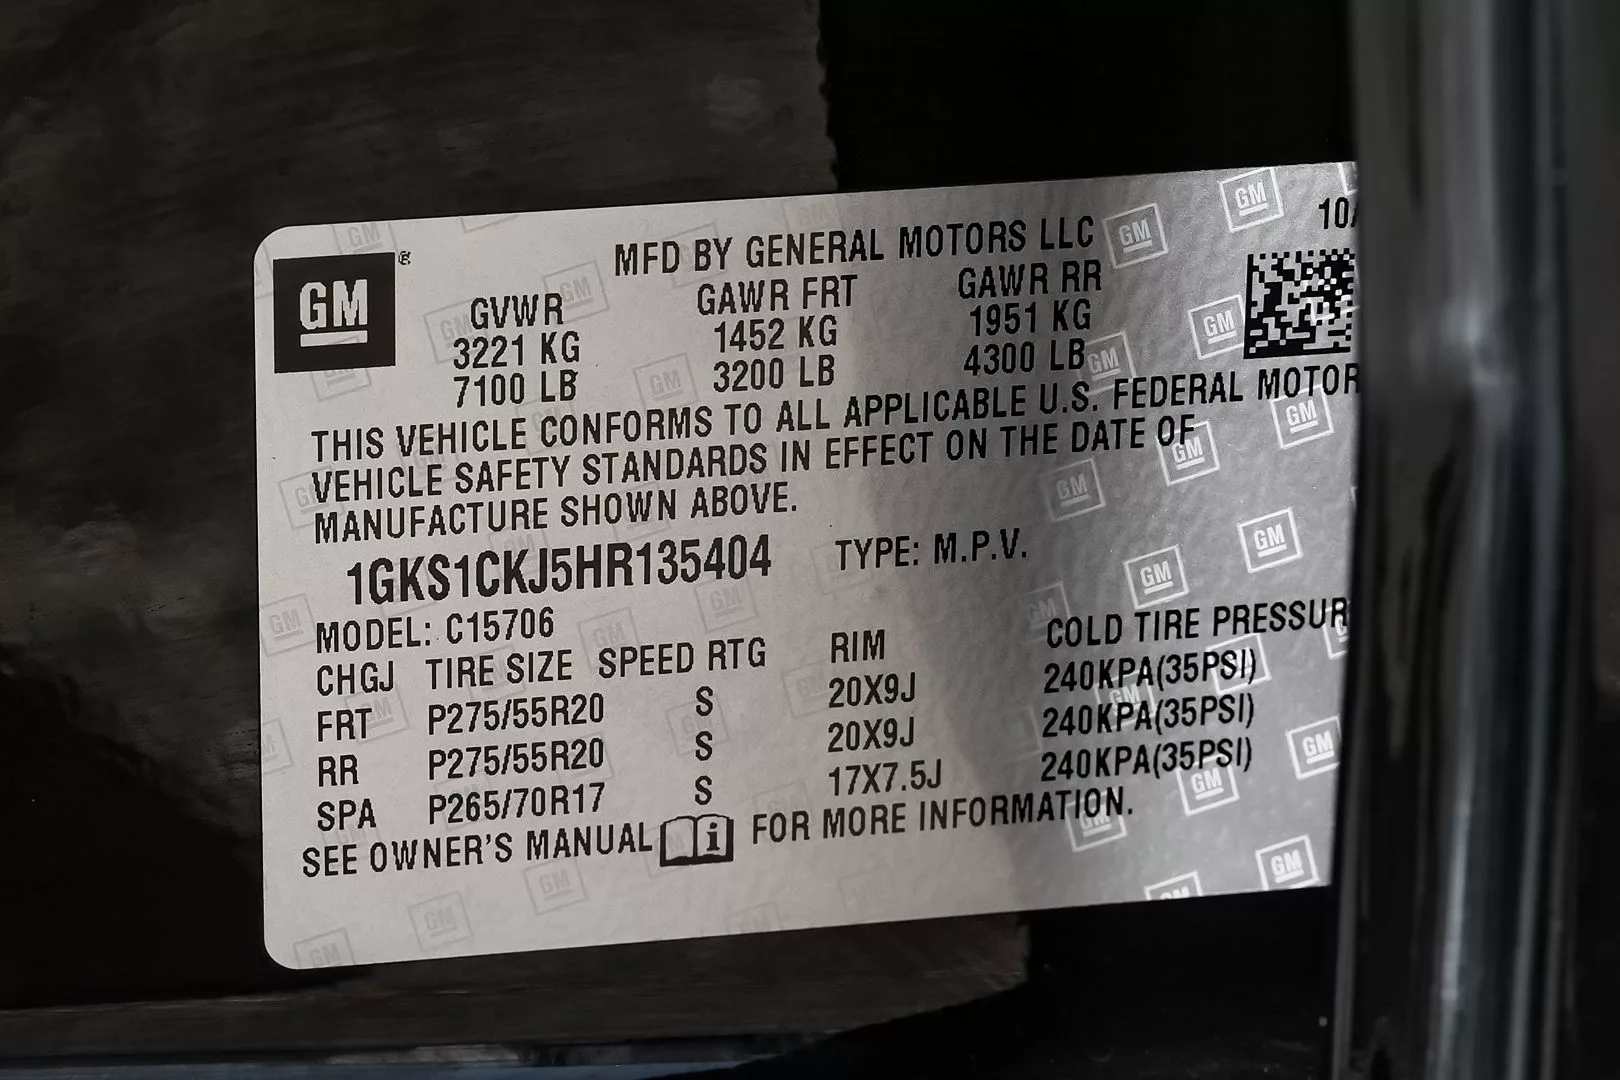 MFD BY GENERAL MOTORS LLC 10/
GM ®
GVWR GAWR FRT GAWR RR
3221 KG 1452 KG 1951 KG
7100 LB 3200 LB 4300 LB
THIS VEHICLE CONFORMS TO ALL APPLICABLE U.S. FEDERAL MOTOR
VEHICLE SAFETY STANDARDS IN EFFECT ON THE DATE OF
MANUFACTURE SHOWN ABOVE.
1GKS1CKJ5HR135404 TYPE: M.P.V.
MODEL: C15706
CHGJ TIRE SIZE SPEED RTG RIM COLD TIRE PRESSUR
FRT P275/55R20 S 20X9J 240KPA(35PSI)
RR P275/55R20 S 20X9J 240KPA(35PSI)
SPA P265/70R17 S 17X7.5J 240KPA(35PSI)
SEE OWNER'S MANUAL i FOR MORE INFORMATION.